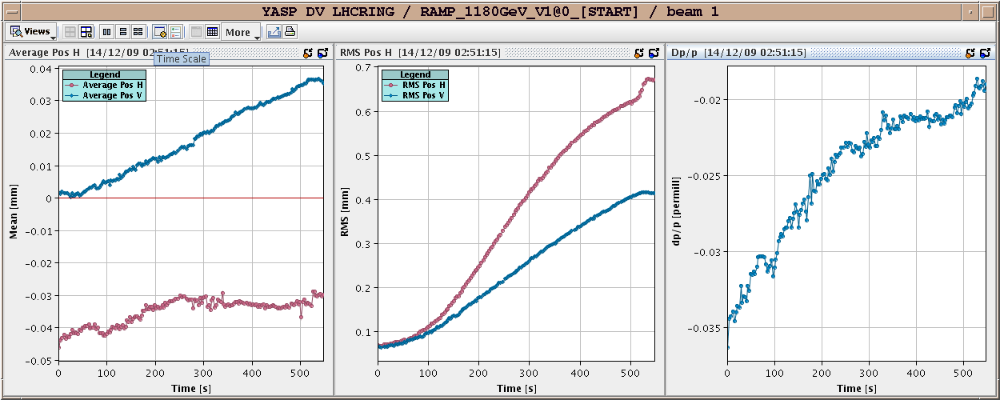 YASP DV LHCRING / RAMP_1180GeV_V1@0_[START] / beam 1
Views More
Average Pos H [14/12/09 02:51:15]
Time Scale
Legend
Average Pos H
Average Pos V
0.04
0.03
0.02
0.01
0
-0.01
-0.02
-0.03
-0.04
-0.05
Mean [mm]
0 100 200 300 400 500
Time [s]
RMS Pos H [14/12/09 02:51:15]
Legend
RMS Pos H
RMS Pos V
0.7
0.6
0.5
0.4
0.3
0.2
0.1
RMS [mm]
0 100 200 300 400 500
Time [s]
Dp/p [14/12/09 02:51:15]
-0.02
-0.025
-0.03
-0.035
dp/p [permill]
0 100 200 300 400 500
Time [s]